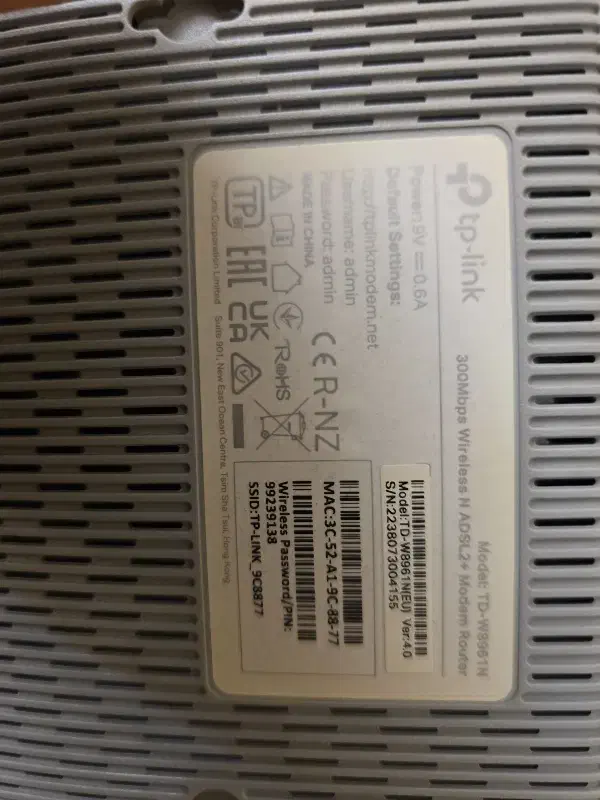 tp-link
300Mbps Wireless N ADSL2+ Modem Router
Model: TD-W8961N
Power: 9V ⎓ 0.6A
Default Settings:
http://tplinkmodem.net
Username: admin
Password: admin
MADE IN CHINA
CE R-NZ
RoHS
TP
EAC
UK
CA
TP-Link Corporation Limited Suite 901, New East Ocean Centre, Tsim Sha Tsui, Hong Kong
Model:TD-W8961N(EU) Ver:4.0
S/N:2238073004155
MAC:3C-52-A1-9C-88-77
Wireless Password/PIN:
99239138
SSID:TP-LINK_9C8877